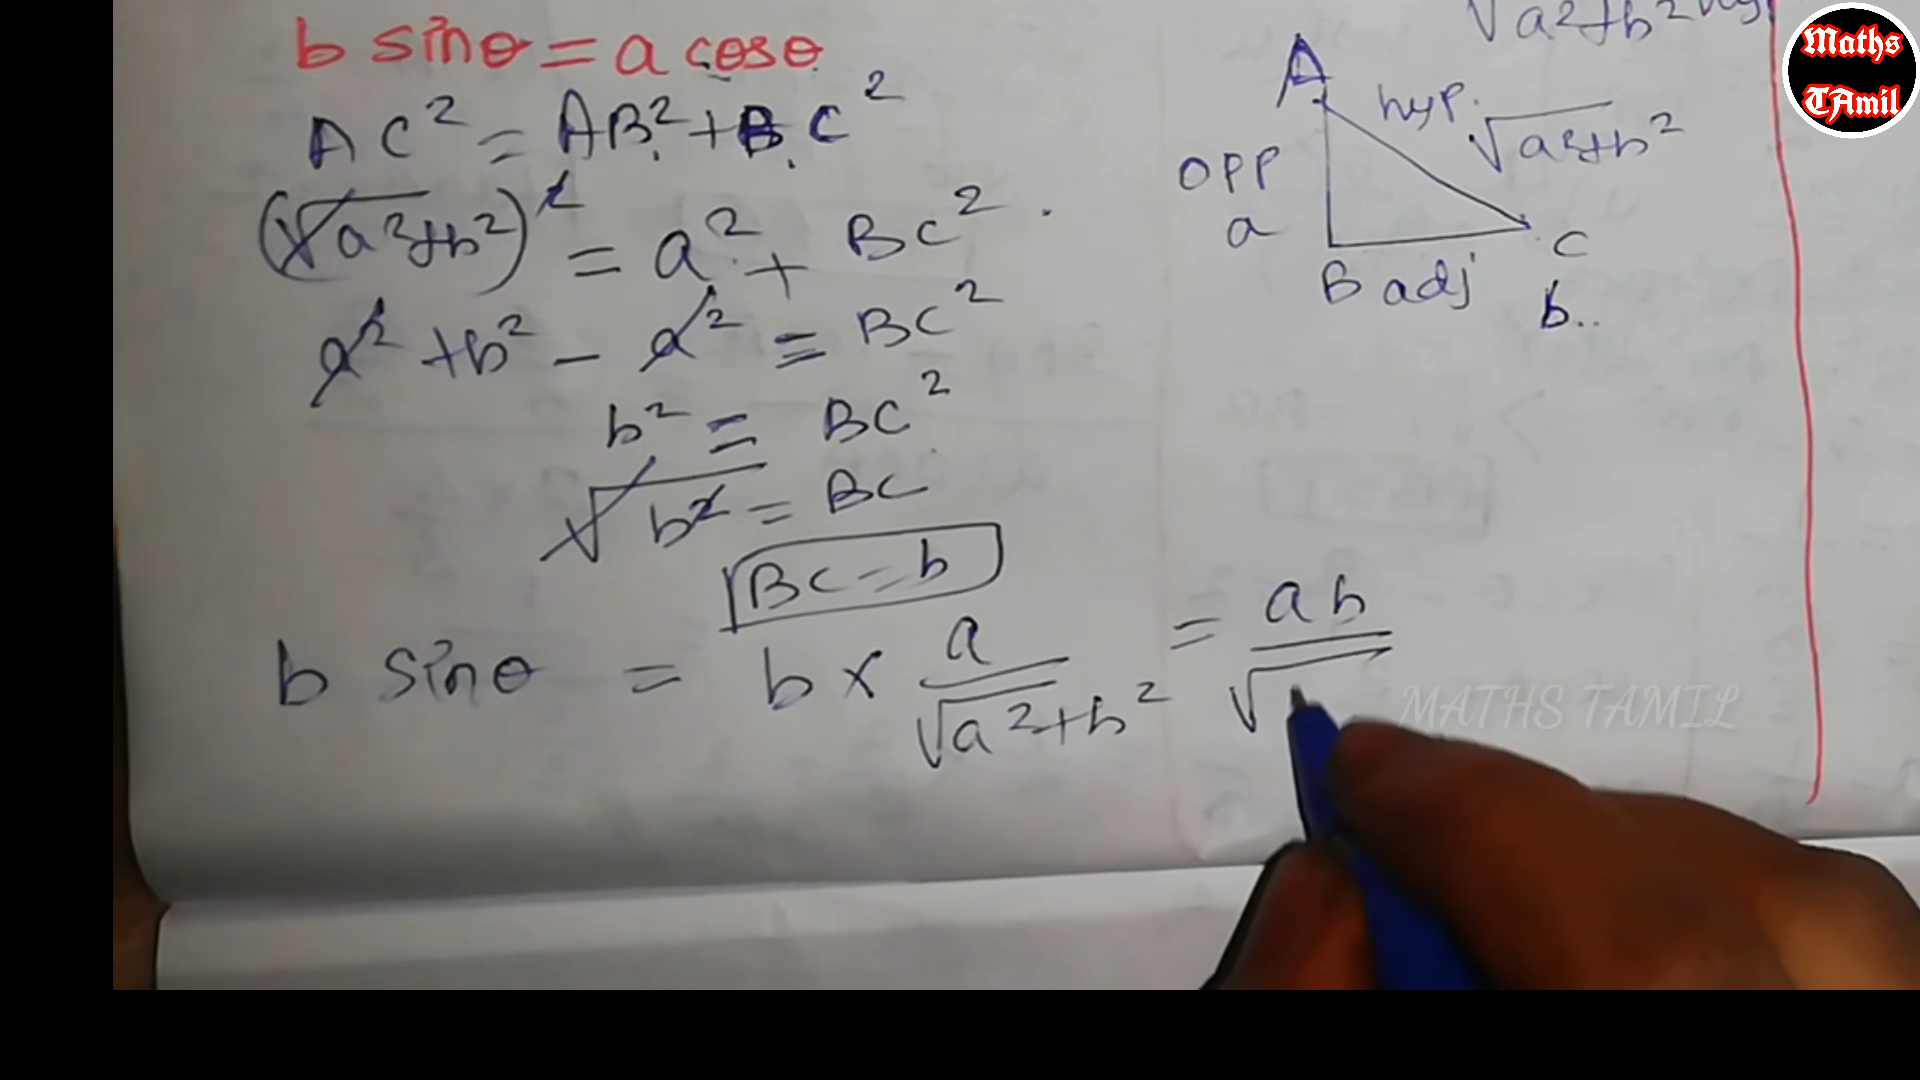 b sinθ = a cosθ
AC² = AB² + BC²
(√a²+b²)² = a² + BC²
a² + b² - a² = BC²
b² = BC²
√b² = BC
BC = b
b sinθ = b × a/√a²+b² = ab/√
√a²+b²
A
hyp. √a²+b²
opp
a
B adj C
b..
Maths
TAmil
MATHS TAMIL